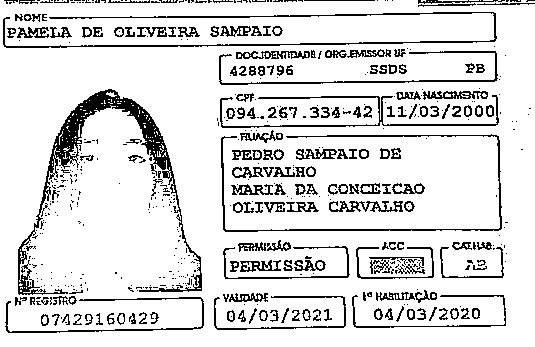 NOME
PAMELA DE OLIVEIRA SAMPAIO
DOC.IDENTIDADE / ORG.EMISSOR UF
4288796 SSDS PB
CPF DATA NASCIMENTO
094.267.334-42 11/03/2000
FILIAÇÃO
PEDRO SAMPAIO DE
CARVALHO
MARIA DA CONCEICAO
OLIVEIRA CARVALHO
PERMISSÃO ACC CAT.HAB.
PERMISSÃO AB
Nº REGISTRO VALIDADE 1ª HABILITAÇÃO
07429160429 04/03/2021 04/03/2020